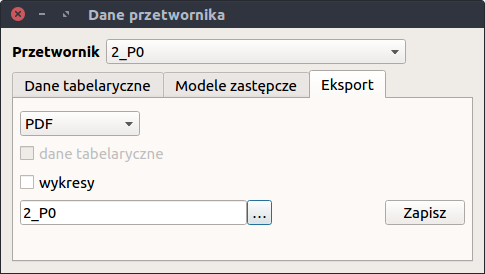 Dane przetwornika
Przetwornik 2_P0
Dane tabelaryczne Modele zastępcze Eksport
PDF
dane tabelaryczne
wykresy
2_P0 ... Zapisz